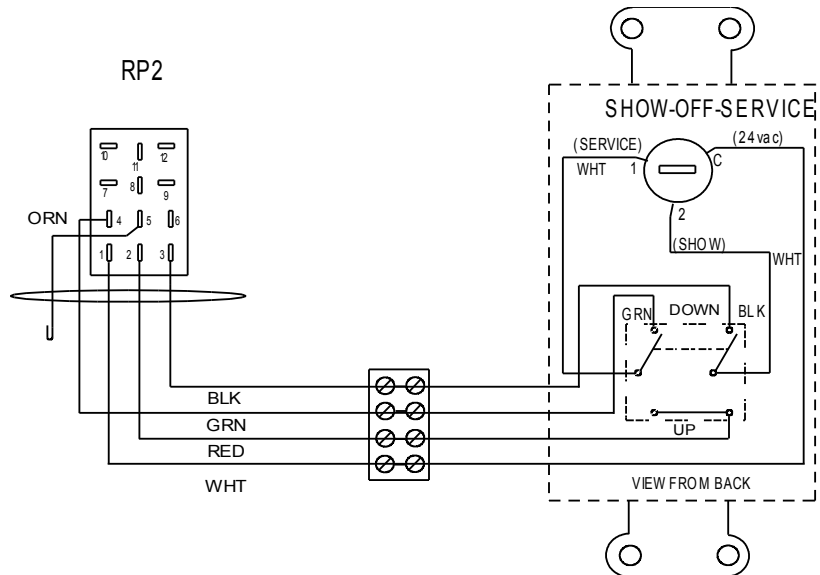 RP2
SHOW-OFF-SERVICE
(SERVICE)
(24vac)
1
C
WHT
2
(SHOW)
WHT
10
11
12
7
8
9
ORN
4
5
6
1
2
3
GRN
DOWN
BLK
UP
BLK
GRN
RED
WHT
VIEW FROM BACK